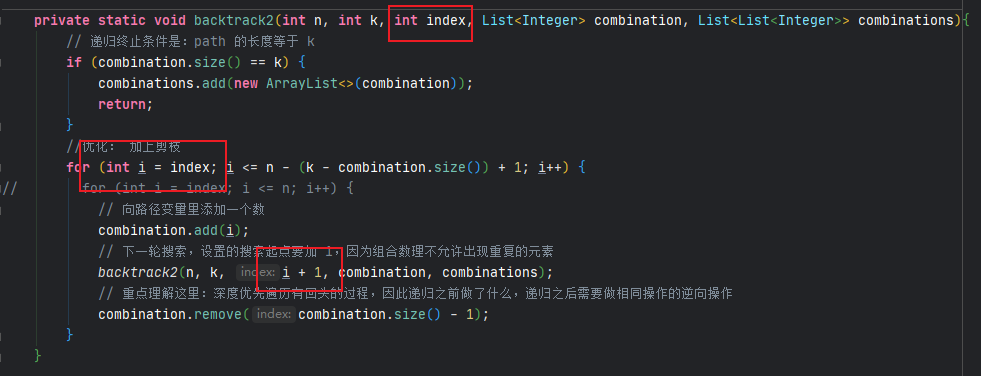 private static void backtrack2(int n, int k, int index, List<Integer> combination, List<List<Integer>> combinations){
// 递归终止条件是：path 的长度等于 k
if (combination.size() == k) {
combinations.add(new ArrayList<>(combination));
return;
}
//优化： 加上剪枝
for (int i = index; i <= n - (k - combination.size()) + 1; i++) {
// for (int i = index; i <= n; i++) {
// 向路径变量里添加一个数
combination.add(i);
// 下一轮搜索，设置的搜索起点要加 1，因为组合数理不允许出现重复的元素
backtrack2(n, k, index: i + 1, combination, combinations);
// 重点理解这里：深度优先遍历有回头的过程，因此递归之前做了什么，递归之后需要做相同操作的逆向操作
combination.remove( index: combination.size() - 1);
}
}